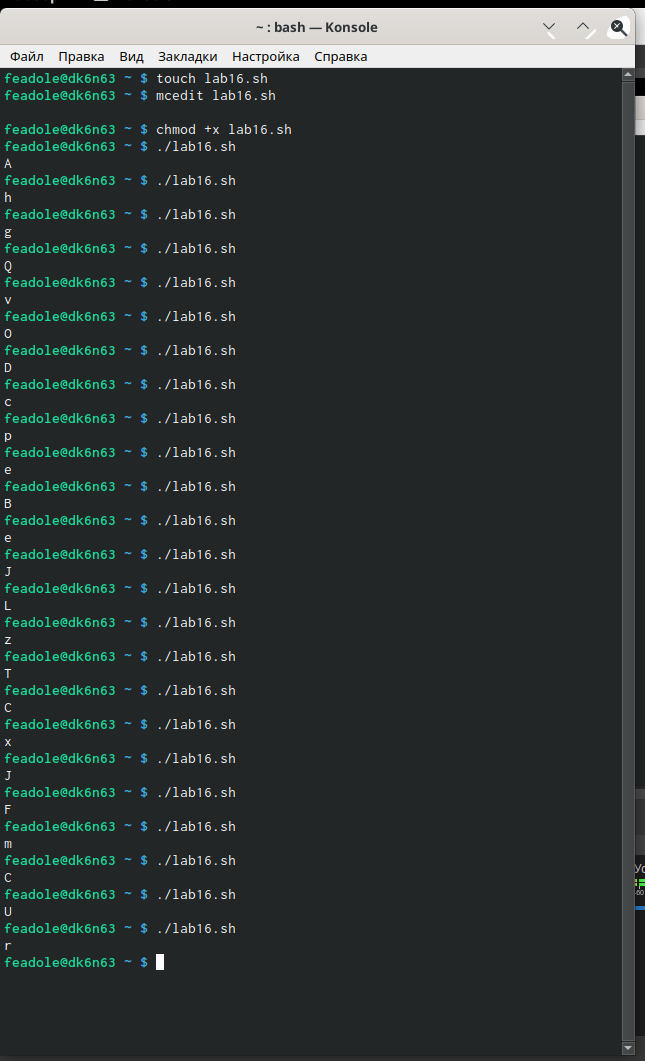 ~ : bash — Konsole
Файл Правка Вид Закладки Настройка Справка
feadole@dk6n63 ~ $ touch lab16.sh
feadole@dk6n63 ~ $ mcedit lab16.sh
feadole@dk6n63 ~ $ chmod +x lab16.sh
feadole@dk6n63 ~ $ ./lab16.sh
A
feadole@dk6n63 ~ $ ./lab16.sh
h
feadole@dk6n63 ~ $ ./lab16.sh
g
feadole@dk6n63 ~ $ ./lab16.sh
Q
feadole@dk6n63 ~ $ ./lab16.sh
v
feadole@dk6n63 ~ $ ./lab16.sh
O
feadole@dk6n63 ~ $ ./lab16.sh
D
feadole@dk6n63 ~ $ ./lab16.sh
c
feadole@dk6n63 ~ $ ./lab16.sh
p
feadole@dk6n63 ~ $ ./lab16.sh
e
feadole@dk6n63 ~ $ ./lab16.sh
B
feadole@dk6n63 ~ $ ./lab16.sh
e
feadole@dk6n63 ~ $ ./lab16.sh
J
feadole@dk6n63 ~ $ ./lab16.sh
L
feadole@dk6n63 ~ $ ./lab16.sh
z
feadole@dk6n63 ~ $ ./lab16.sh
T
feadole@dk6n63 ~ $ ./lab16.sh
C
feadole@dk6n63 ~ $ ./lab16.sh
x
feadole@dk6n63 ~ $ ./lab16.sh
J
feadole@dk6n63 ~ $ ./lab16.sh
F
feadole@dk6n63 ~ $ ./lab16.sh
m
feadole@dk6n63 ~ $ ./lab16.sh
C
feadole@dk6n63 ~ $ ./lab16.sh
U
feadole@dk6n63 ~ $ ./lab16.sh
r
feadole@dk6n63 ~ $